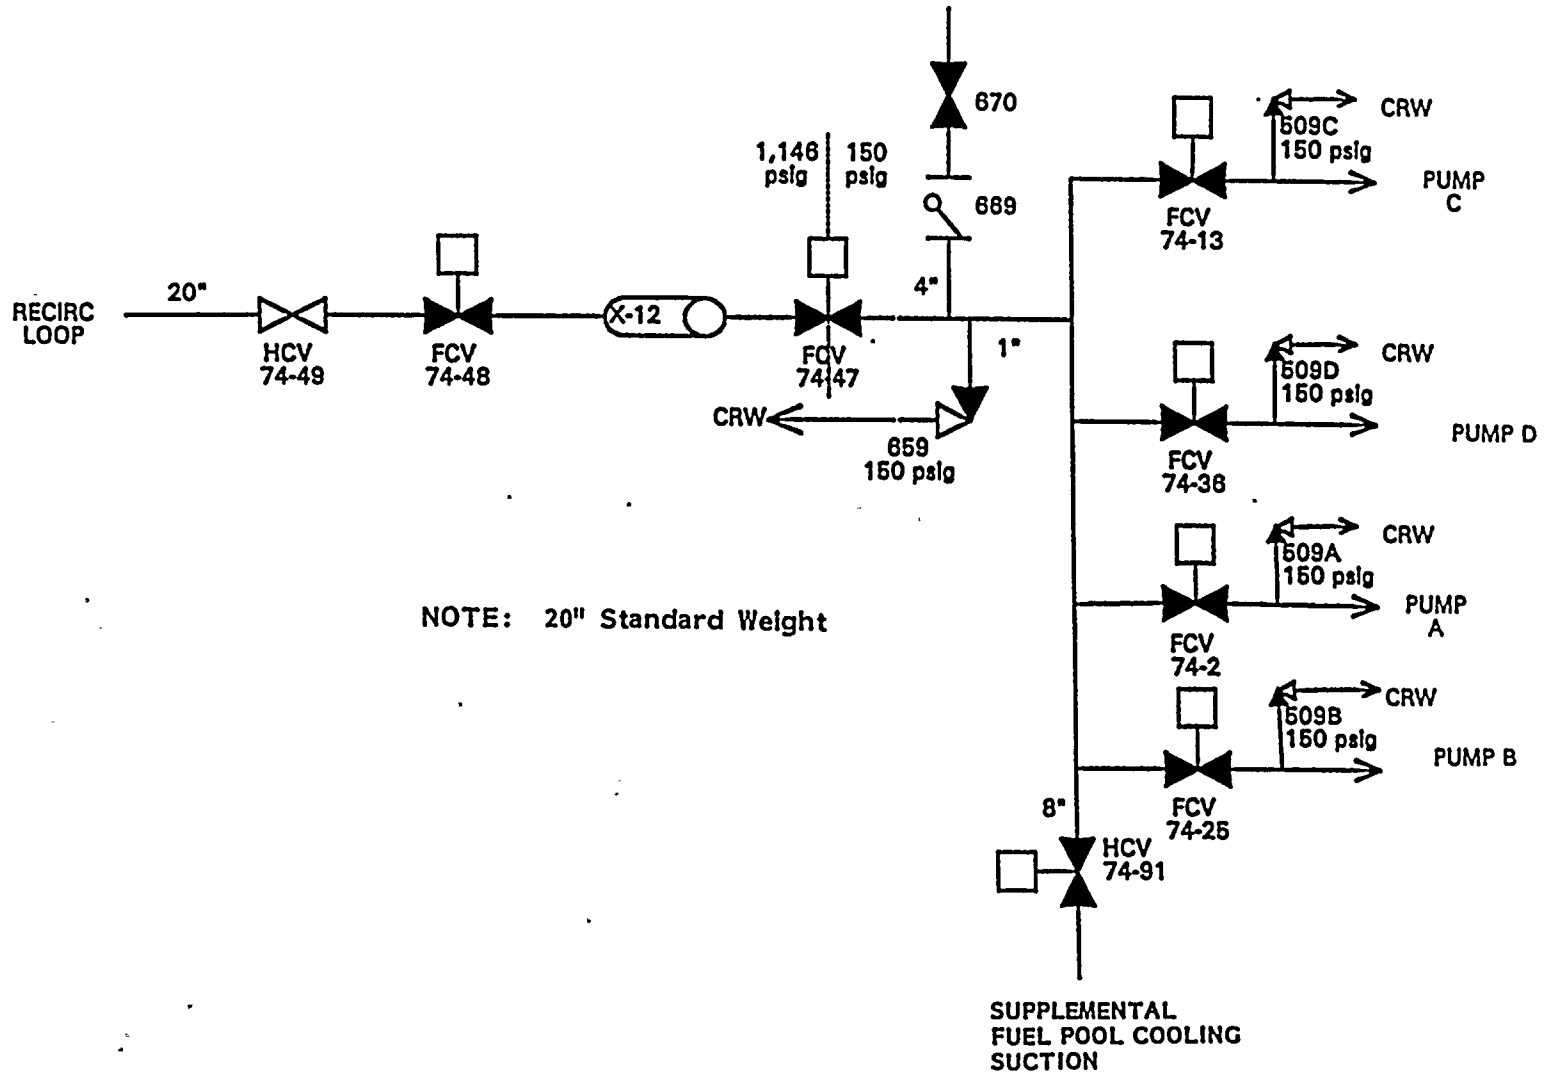 670
1,146
psig
150
psig
669
4"
20"
RECIRC
LOOP
HCV
74-49
FCV
74-48
X-12
FCV
74-47
1"
CRW
659
150 psig
509C
150 psig
CRW
PUMP
C
FCV
74-13
509D
150 psig
CRW
PUMP D
FCV
74-36
509A
150 psig
CRW
PUMP
A
FCV
74-2
509B
150 psig
CRW
PUMP B
FCV
74-25
NOTE: 20" Standard Weight
8"
HCV
74-91
SUPPLEMENTAL
FUEL POOL COOLING
SUCTION